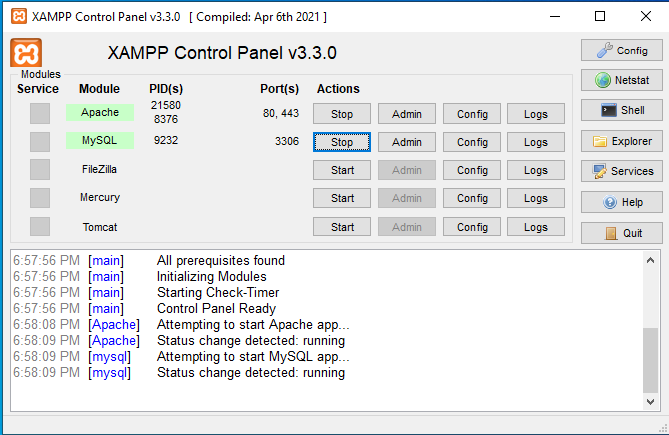 XAMPP Control Panel v3.3.0 [ Compiled: Apr 6th 2021 ]
XAMPP Control Panel v3.3.0
Config
Modules
Service Module PID(s) Port(s) Actions
Netstat
Apache 21580 8376 80, 443 Stop Admin Config Logs
Shell
MySQL 9232 3306 Stop Admin Config Logs
Explorer
FileZilla Start Admin Config Logs
Services
Mercury Start Admin Config Logs
Help
Tomcat Start Admin Config Logs
Quit
6:57:56 PM [main] All prerequisites found
6:57:56 PM [main] Initializing Modules
6:57:56 PM [main] Starting Check-Timer
6:57:56 PM [main] Control Panel Ready
6:58:08 PM [Apache] Attempting to start Apache app...
6:58:09 PM [Apache] Status change detected: running
6:58:09 PM [mysql] Attempting to start MySQL app...
6:58:09 PM [mysql] Status change detected: running